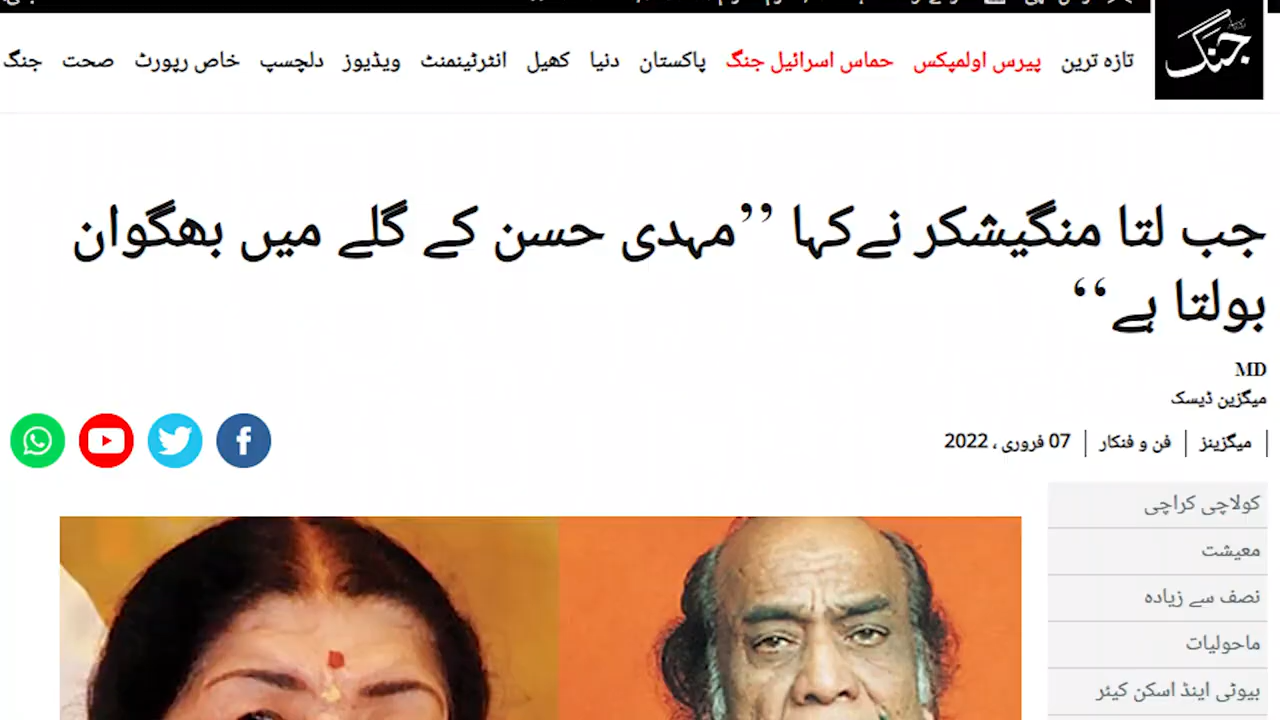 جنگ
تازہ ترین پیرس اولمپکس حماس اسرائیل جنگ پاکستان دنیا کھیل انٹرٹینمنٹ ویڈیوز دلچسپ خاص رپورٹ صحت جنگ
جب لتا منگیشکر نےکہا ’’مہدی حسن کے گلے میں بھگوان
بولتا ہے‘‘
MD
میگزین ڈیسک
میگزینز | فن و فنکار | 07 فروری ، 2022
کولاچی کراچی
معیشت
نصف سے زیادہ
ماحولیات
بیوٹی اینڈ اسکن کیئر